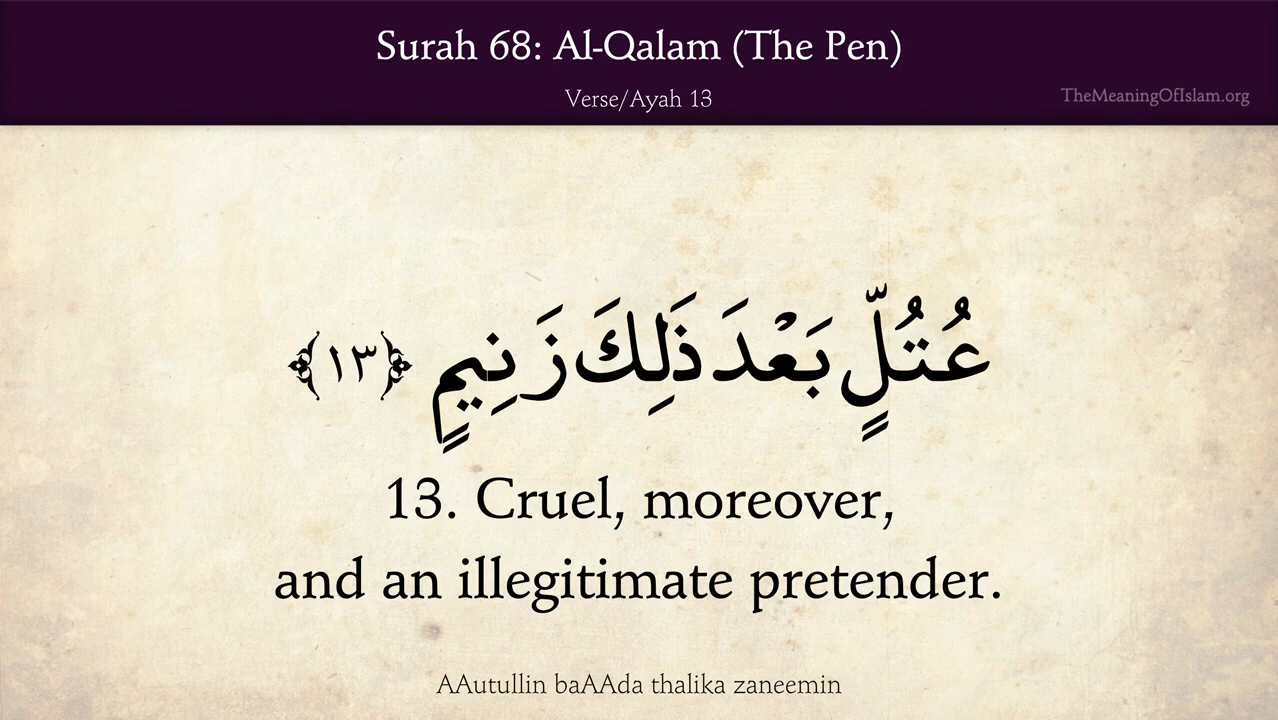 Surah 68: Al-Qalam (The Pen)
Verse/Ayah 13
TheMeaningOfIslam.org
عُتُلٍّ بَعْدَ ذَلِكَ زَنِيمٍ ﴿١٣﴾
13. Cruel, moreover,
and an illegitimate pretender.
AAutullin baAAda thalika zaneemin